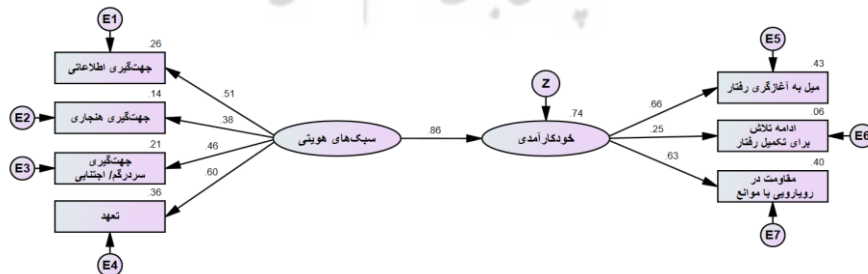 E1
.26
جهت‌گیری اطلاعاتی
.51
E2
.14
جهت‌گیری هنجاری
.38
E3
.21
جهت‌گیری
سردرگم/ اجتنابی
.46
.36
تعهد
.60
E4
سبک‌های هویتی
.86
Z
.74
خودکارآمدی
E5
.43
میل به آغازگری رفتار
.66
.06
ادامه تلاش
برای تکمیل رفتار
.25
E6
.40
مقاومت در
رویارویی با موانع
.63
E7